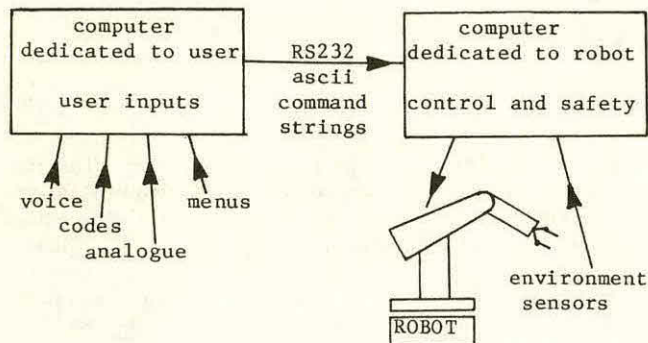 computer
dedicated to user
user inputs
RS232
ascii
command
strings
computer
dedicated to robot
control and safety
voice
codes
analogue
menus
environment
sensors
ROBOT